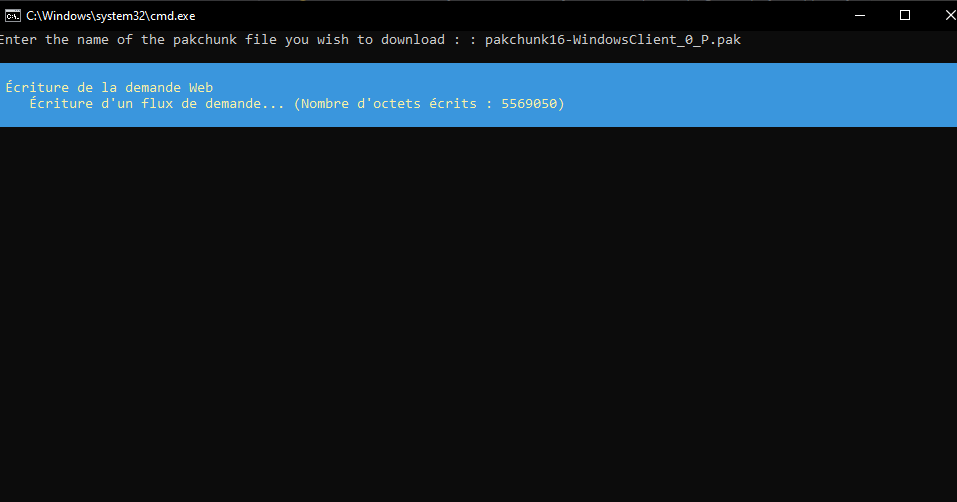 C:\Windows\system32\cmd.exe
Enter the name of the pakchunk file you wish to download : : pakchunk16-WindowsClient_0_P.pak
Écriture de la demande Web
Écriture d'un flux de demande... (Nombre d'octets écrits : 5569050)